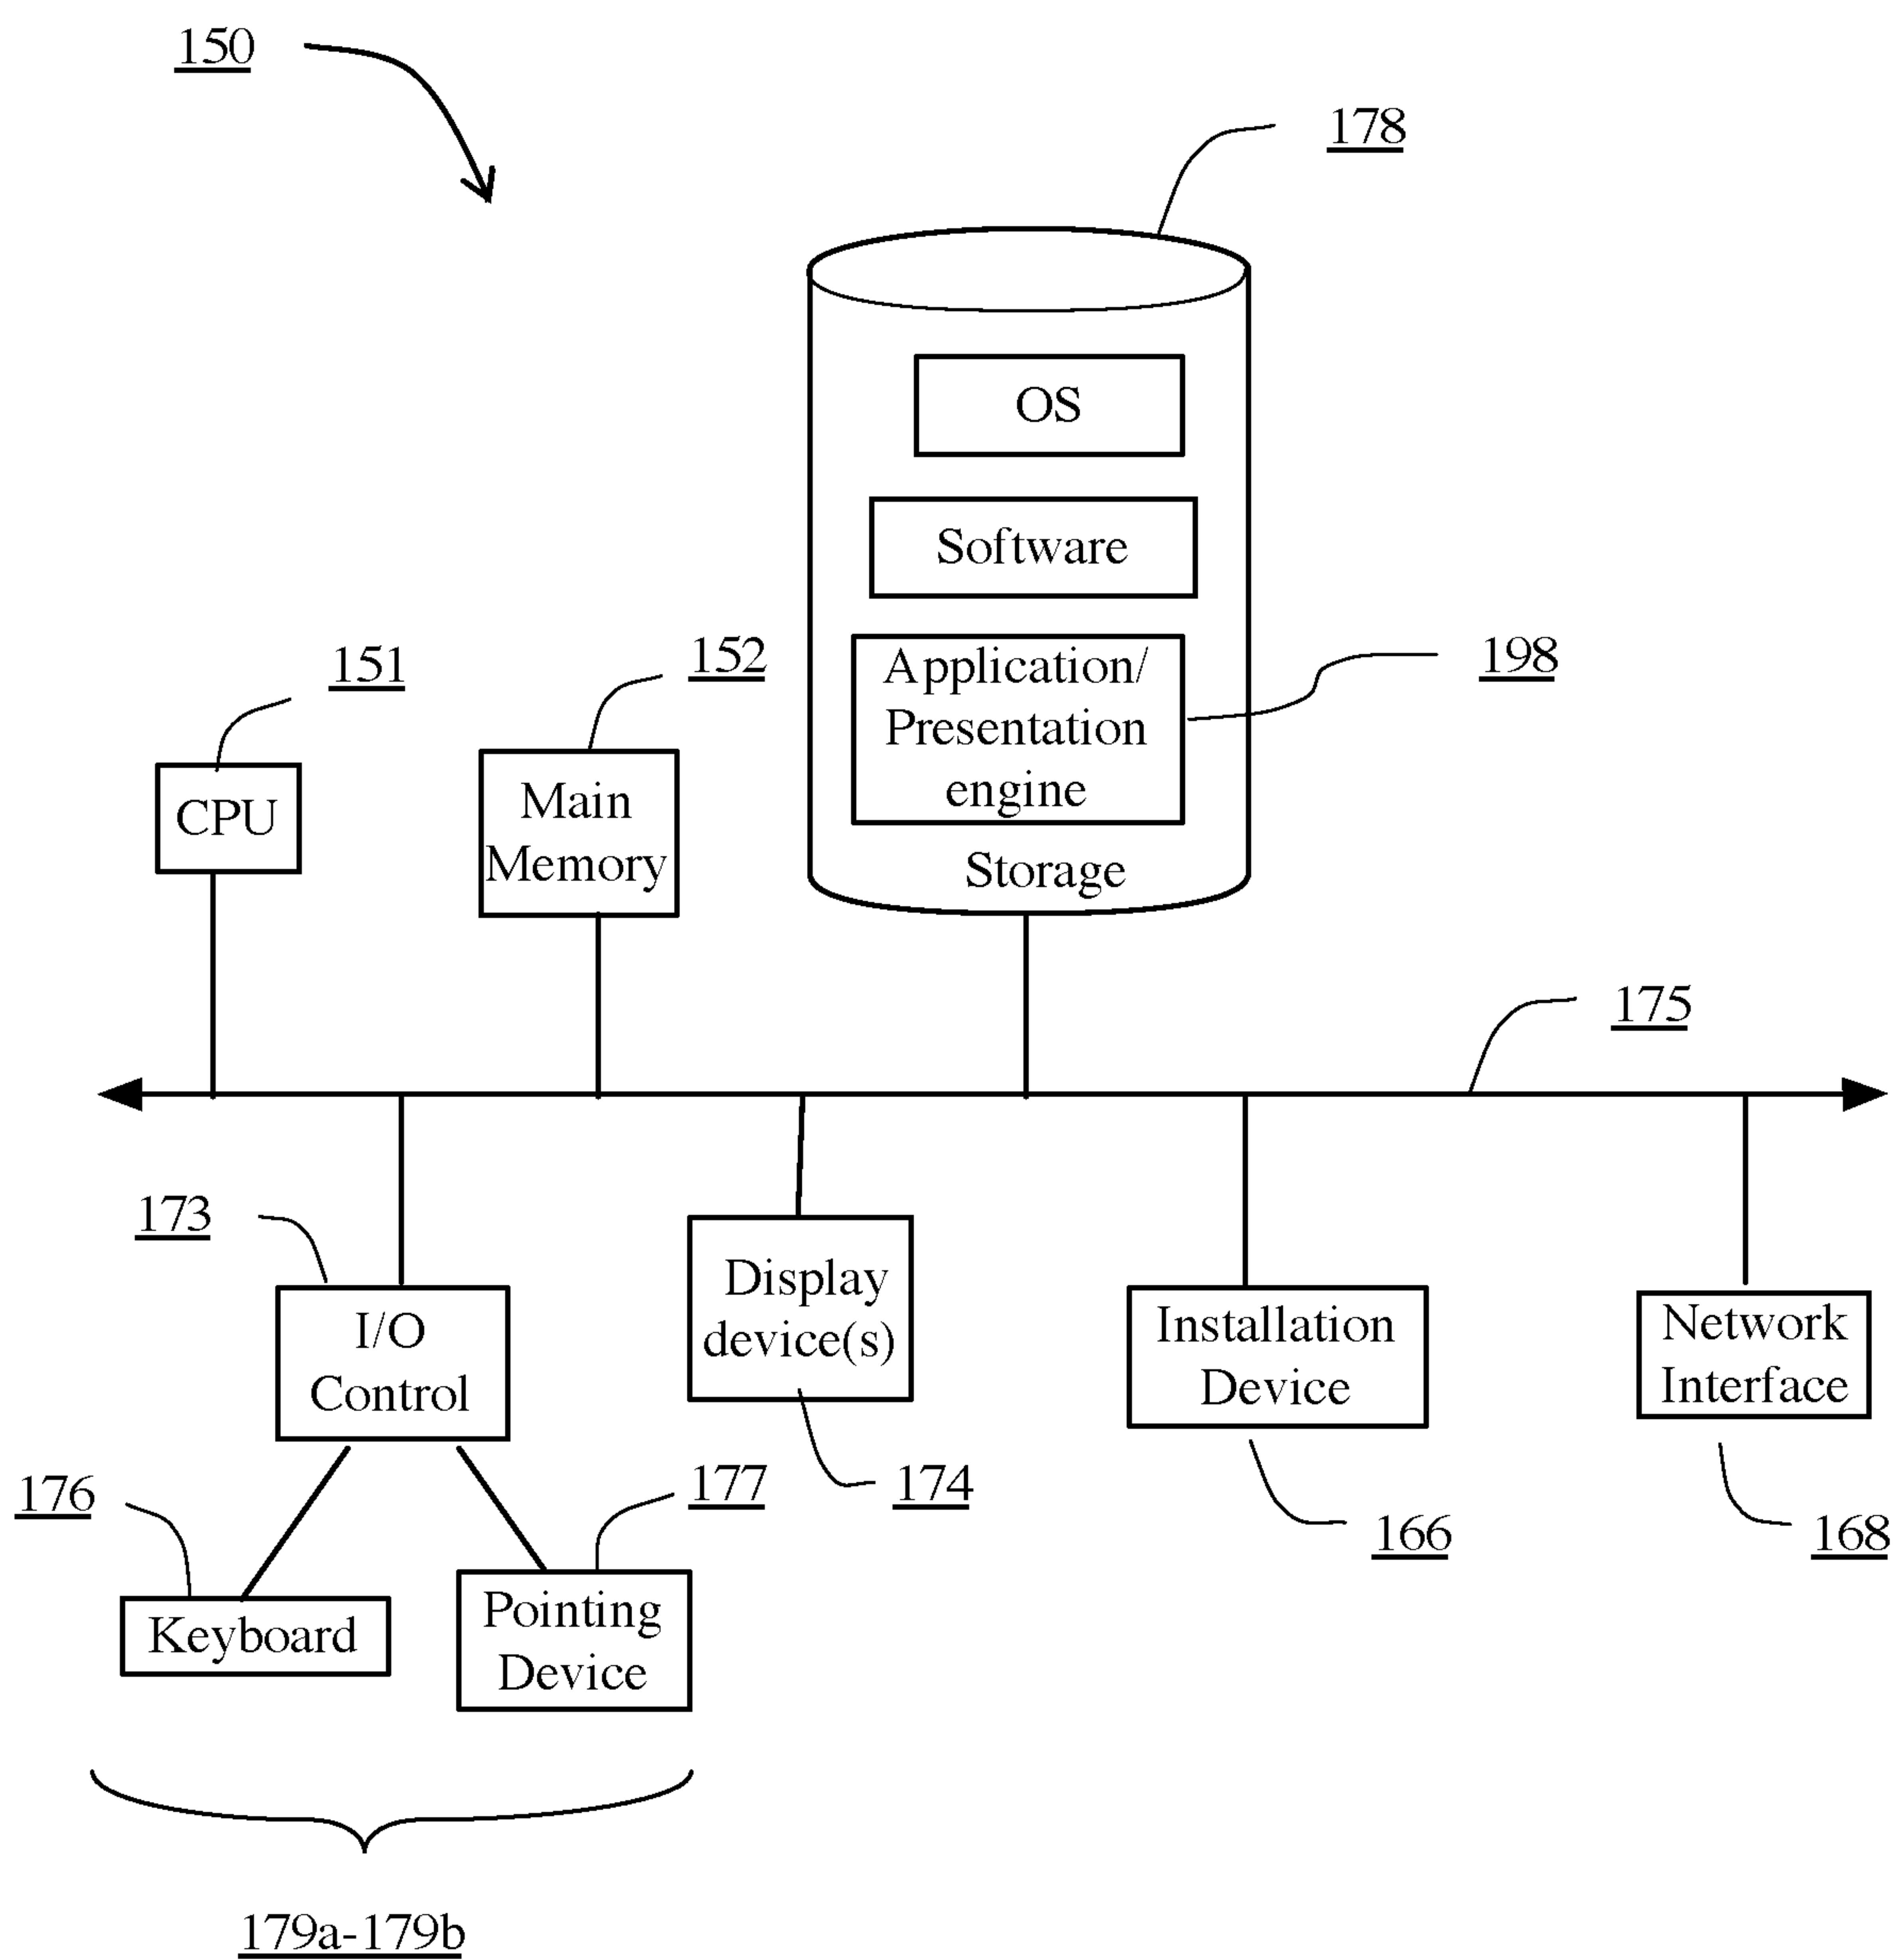 150
178
OS
Software
Application/
Presentation
engine
198
Storage
151
CPU
152
Main
Memory
175
173
I/O
Control
Display
device(s)
174
Installation
Device
166
Network
Interface
168
176
Keyboard
177
Pointing
Device
179a-179b